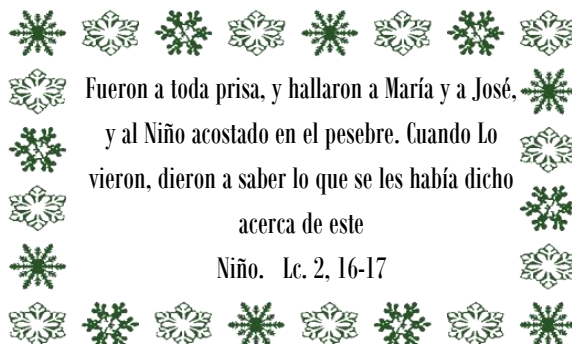 Fueron a toda prisa, y hallaron a María y a José,
y al Niño acostado en el pesebre. Cuando Lo
vieron, dieron a saber lo que se les había dicho
acerca de este
Niño. Lc. 2, 16-17